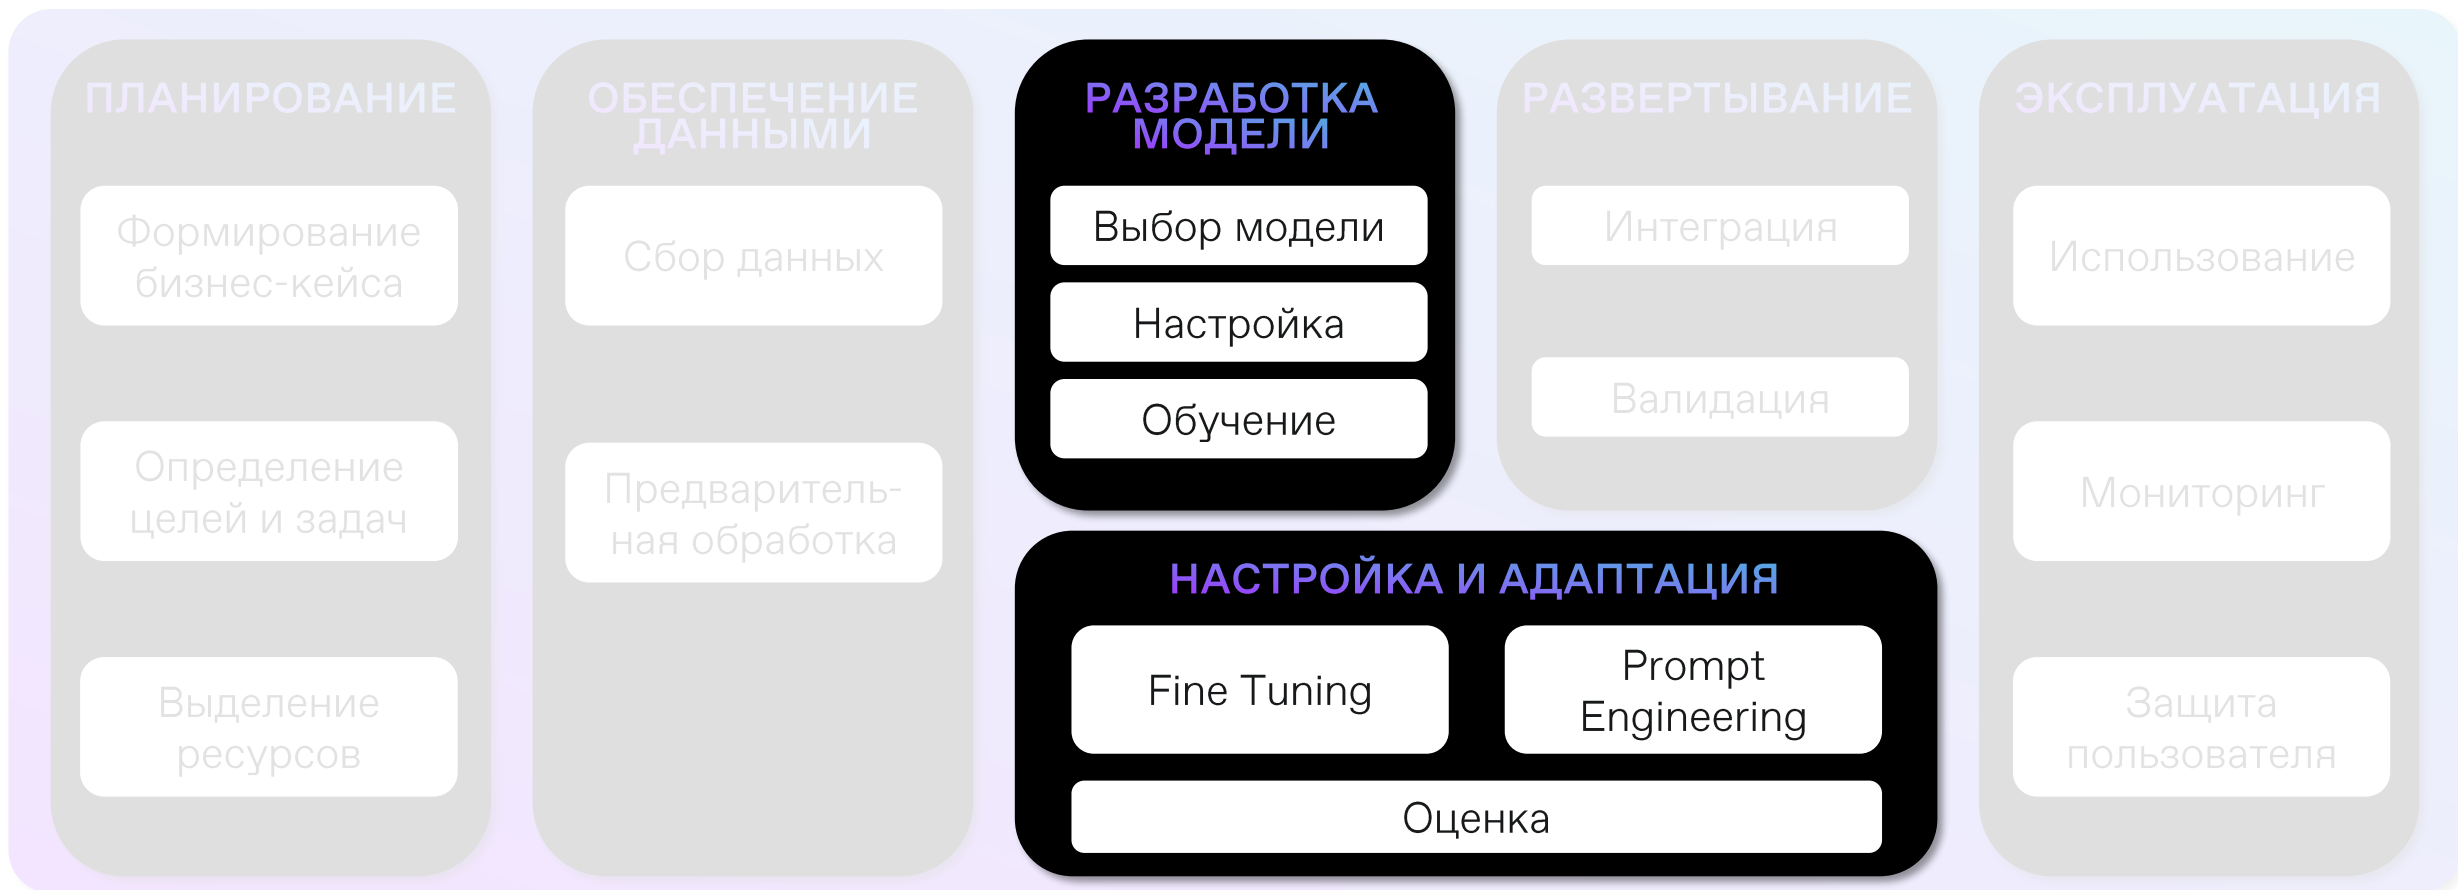 ПЛАНИРОВАНИЕ
Формирование
бизнес-кейса
Определение
целей и задач
Выделение
ресурсов
ОБЕСПЕЧЕНИЕ
ДАННЫМИ
Сбор данных
Предваритель-
ная обработка
РАЗРАБОТКА
МОДЕЛИ
Выбор модели
Настройка
Обучение
РАЗВЕРТЫВАНИЕ
Интеграция
Валидация
НАСТРОЙКА И АДАПТАЦИЯ
Fine Tuning
Prompt
Engineering
Оценка
ЭКСПЛУАТАЦИЯ
Использование
Мониторинг
Защита
пользователя